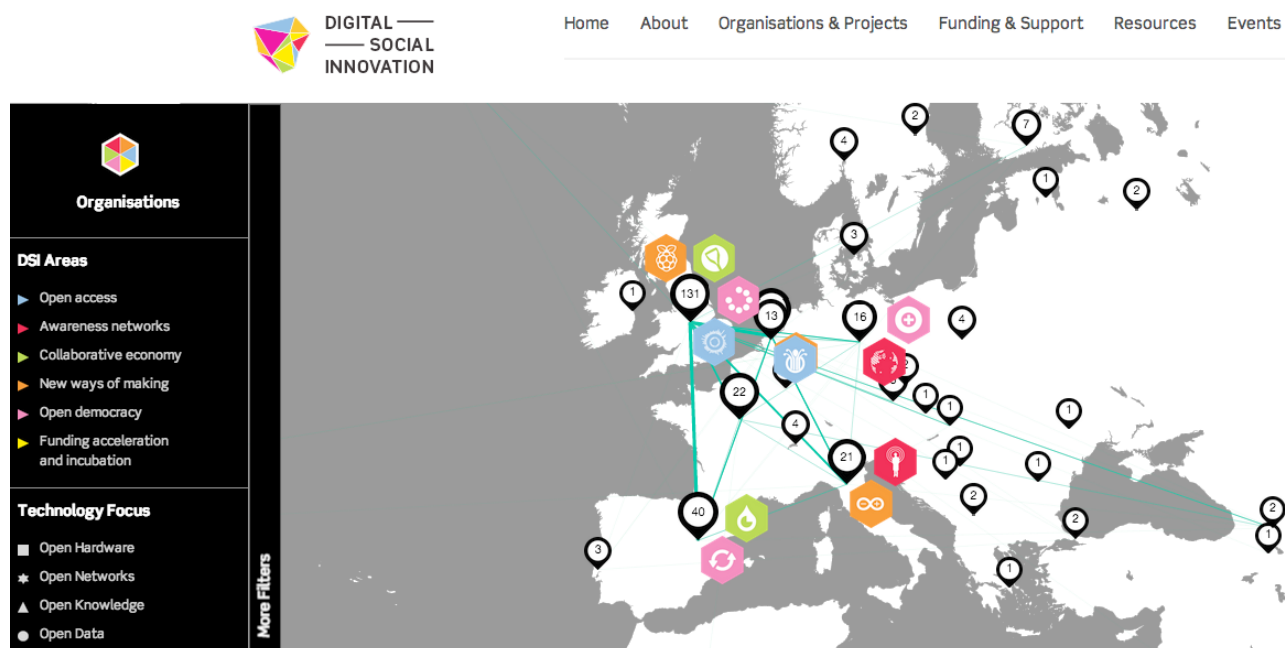 DIGITAL
SOCIAL
INNOVATION
Home About Organisations & Projects Funding & Support Resources Events
Organisations
DSI Areas
Open access
Awareness networks
Collaborative economy
New ways of making
Open democracy
Funding acceleration
and incubation
Technology Focus
Open Hardware
Open Networks
Open Knowledge
Open Data
More Filters
2
7
4
1
2
3
1
131
13
16
4
2
22
1
1
1
4
21
1
1
1
2
40
2
2
1
3
1